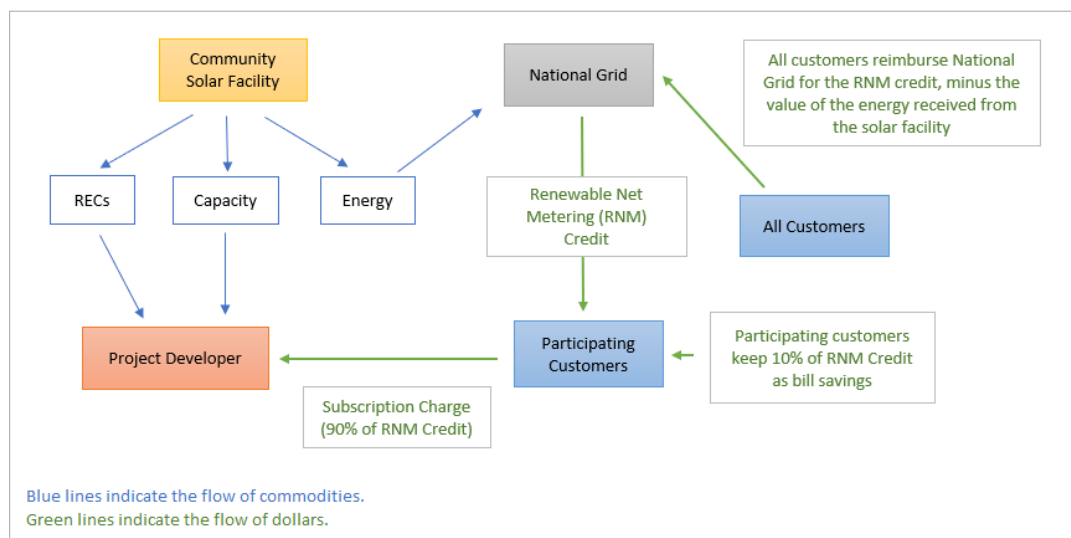 Community
Solar Facility
National Grid
All customers reimburse National
Grid for the RNM credit, minus the
value of the energy received from
the solar facility
RECs
Capacity
Energy
Renewable Net
Metering (RNM)
Credit
All Customers
Project Developer
Participating
Customers
Participating customers
keep 10% of RNM Credit
as bill savings
Subscription Charge
(90% of RNM Credit)
Blue lines indicate the flow of commodities.
Green lines indicate the flow of dollars.